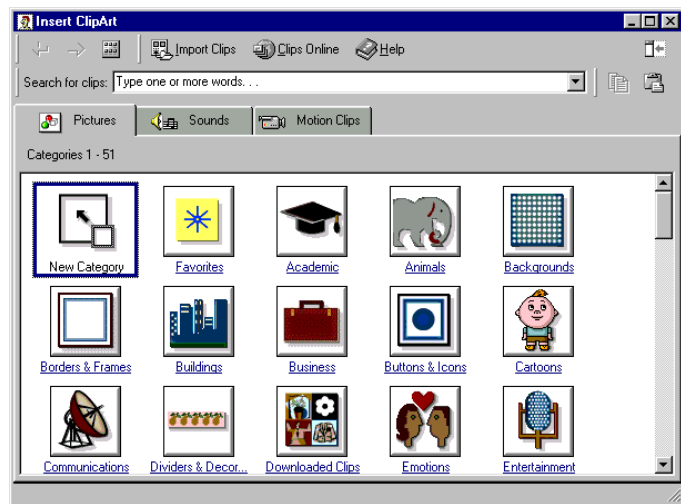 Insert ClipArt
Import Clips Clips Online Help
Search for clips: Type one or more words. . .
Pictures Sounds Motion Clips
Categories 1 - 51
New Category Favorites Academic Animals Backgrounds
Borders & Frames Buildings Business Buttons & Icons Cartoons
Communications Dividers & Decor... Downloaded Clips Emotions Entertainment